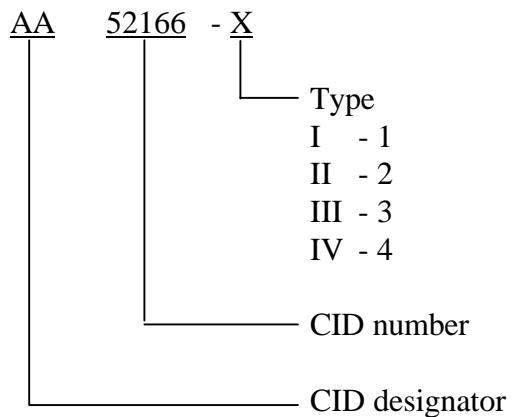 AA 52166 - X
Type
I - 1
II - 2
III - 3
IV - 4
CID number
CID designator